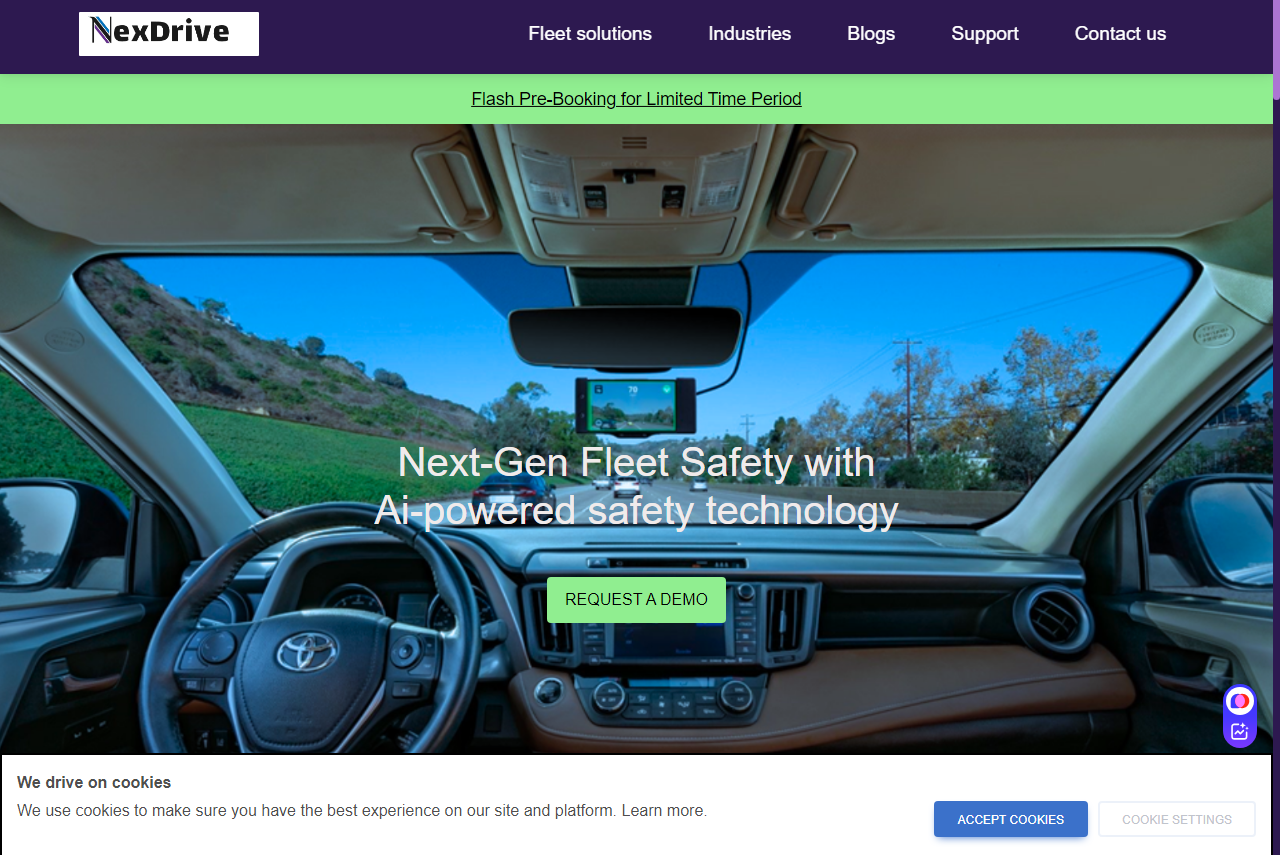 NexDrive
Fleet solutions
Industries
Blogs
Support
Contact us
Flash Pre-Booking for Limited Time Period
Next-Gen Fleet Safety with
Ai-powered safety technology
REQUEST A DEMO
We drive on cookies
We use cookies to make sure you have the best experience on our site and platform. Learn more.
ACCEPT COOKIES
COOKIE SETTINGS